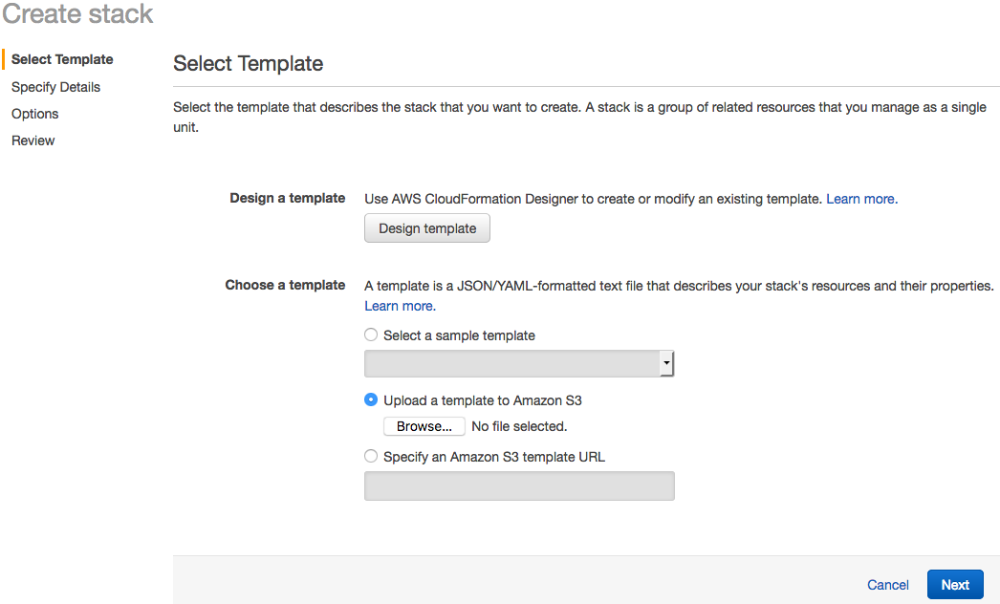 Create stack
Select Template
Specify Details
Options
Review
Select Template
Select the template that describes the stack that you want to create. A stack is a group of related resources that you manage as a single
unit.
Design a template
Use AWS CloudFormation Designer to create or modify an existing template. Learn more.
Design template
Choose a template
A template is a JSON/YAML-formatted text file that describes your stack's resources and their properties.
Learn more.
Select a sample template
Upload a template to Amazon S3
Browse... No file selected.
Specify an Amazon S3 template URL
Cancel Next